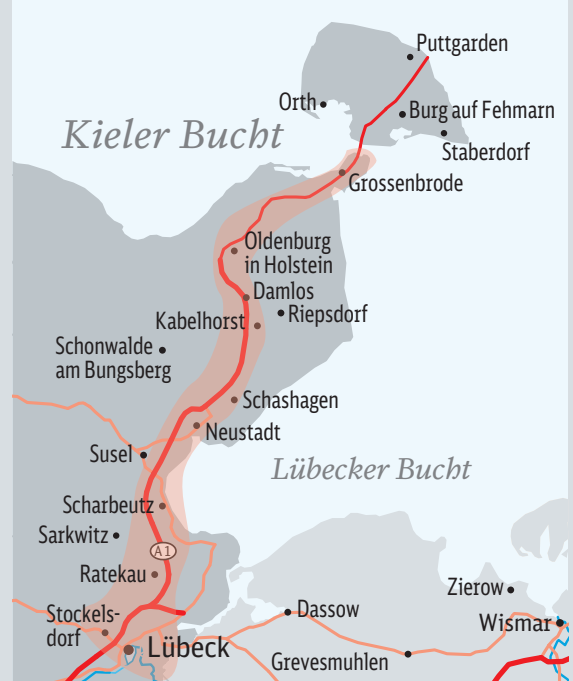 Puttgarden
Orth
Burg auf Fehmarn
Kieler Bucht
Staberdorf
Grossenbrode
Oldenburg
in Holstein
Damlos
Kabelhorst
Riepsdorf
Schonwalde
am Bungsberg
Schashagen
Neustadt
Susel
Lübecker Bucht
Scharbeutz
Sarkwitz
A1
Ratekau
Zierow
Stockels-
dorf
Dassow
Wismar
Lübeck
Grevesmuhlen